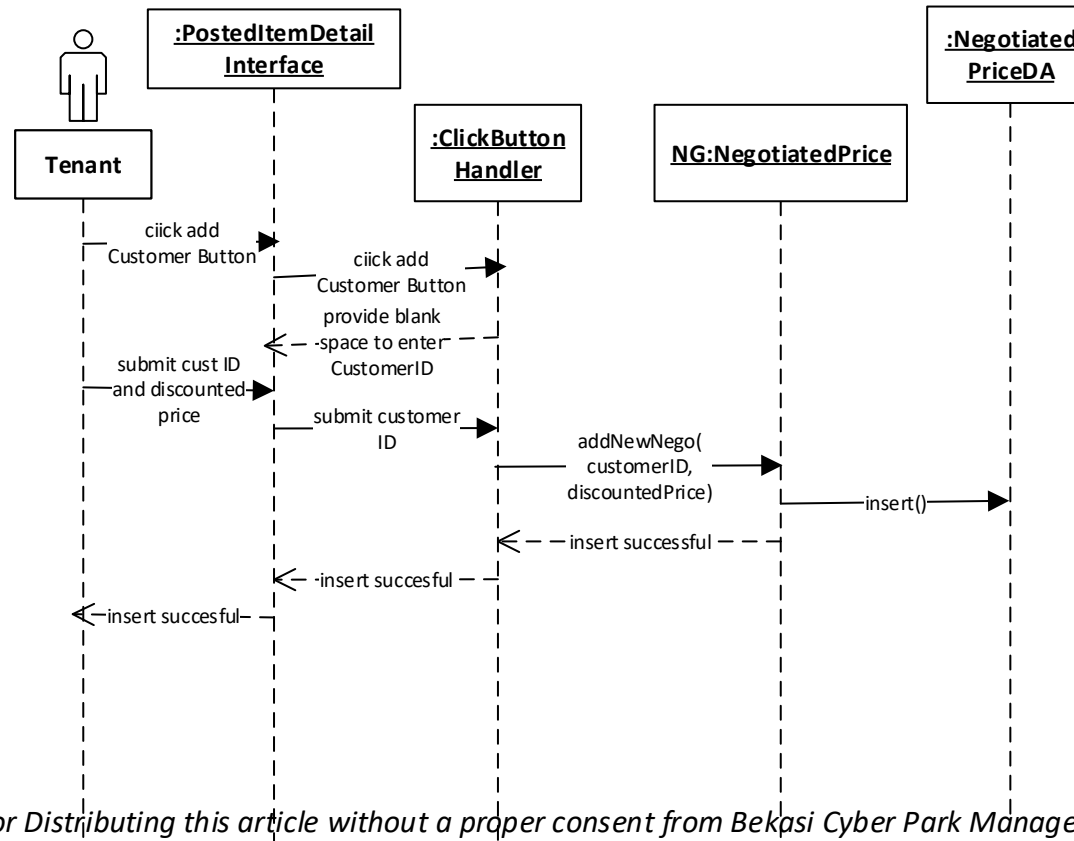 :PostedItemDetail
Interface
:Negotiated
PriceDA
:ClickButton
Handler
NG:NegotiatedPrice
Tenant
ciick add
Customer Button
ciick add
Customer Button
provide blank
space to enter
CustomerID
submit cust ID
and discounted
price
submit customer
ID
addNewNego(
customerID,
discountedPrice)
insert()
insert successful
insert succesful
insert succesful
or Distributing this article without a proper consent from Bekasi Cyber Park Manage